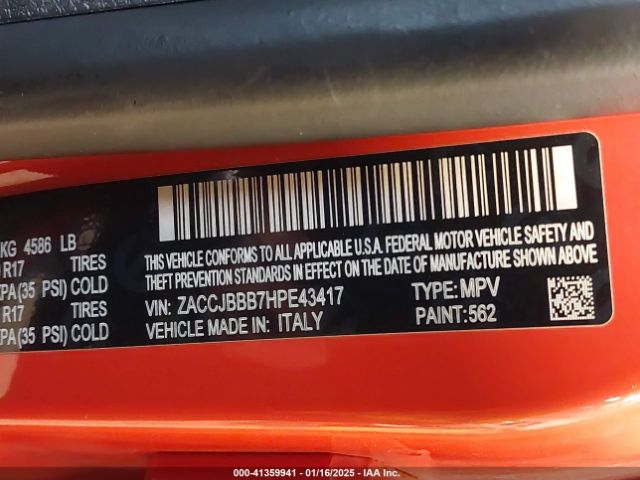 KG 4586 LB
R17 TIRES
PA(35 PSI) COLD
R17 TIRES
PA(35 PSI) COLD
THIS VEHICLE CONFORMS TO ALL APPLICABLE U.S.A. FEDERAL MOTOR VEHICLE SAFETY AND
THEFT PREVENTION STANDARDS IN EFFECT ON THE DATE OF MANUFACTURE SHOWN ABOVE
VIN: ZACCJBBB7HPE43417 TYPE: MPV
VEHICLE MADE IN: ITALY PAINT:562
000-41359941 - 01/16/2025 - IAA Inc.